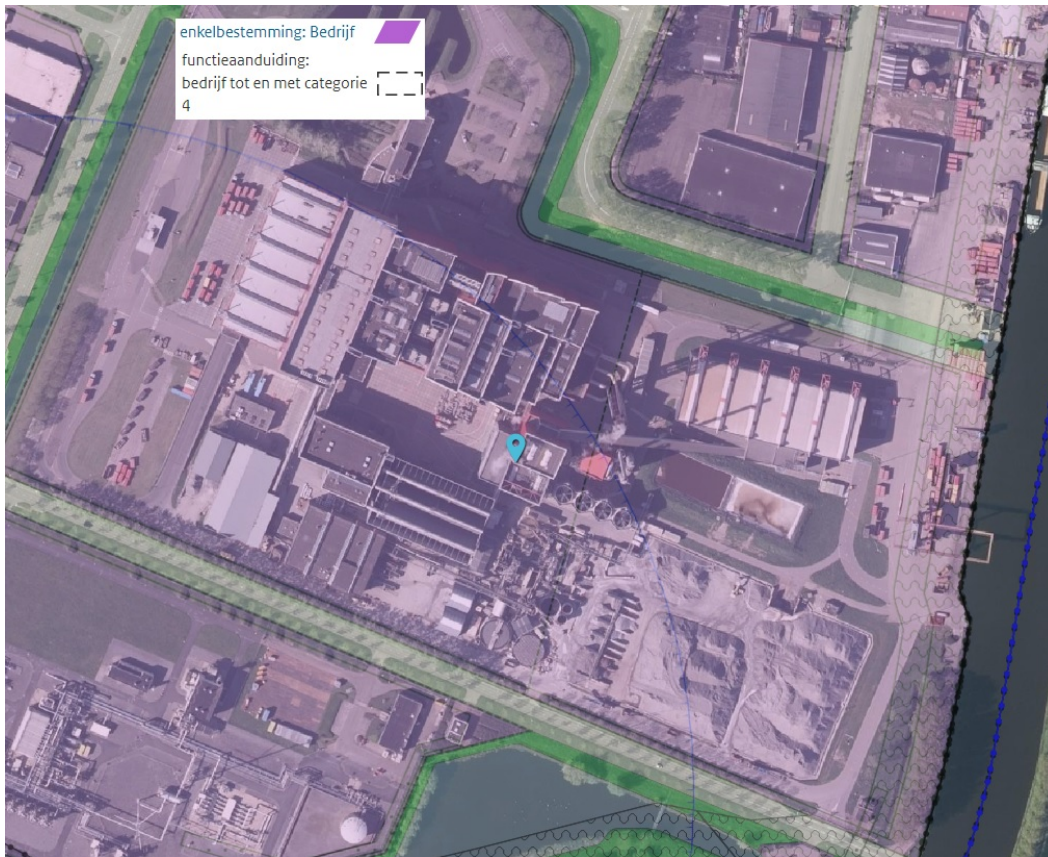 enkelbestemming: Bedrijf
functieaanduiding:
bedrijf tot en met categorie
4